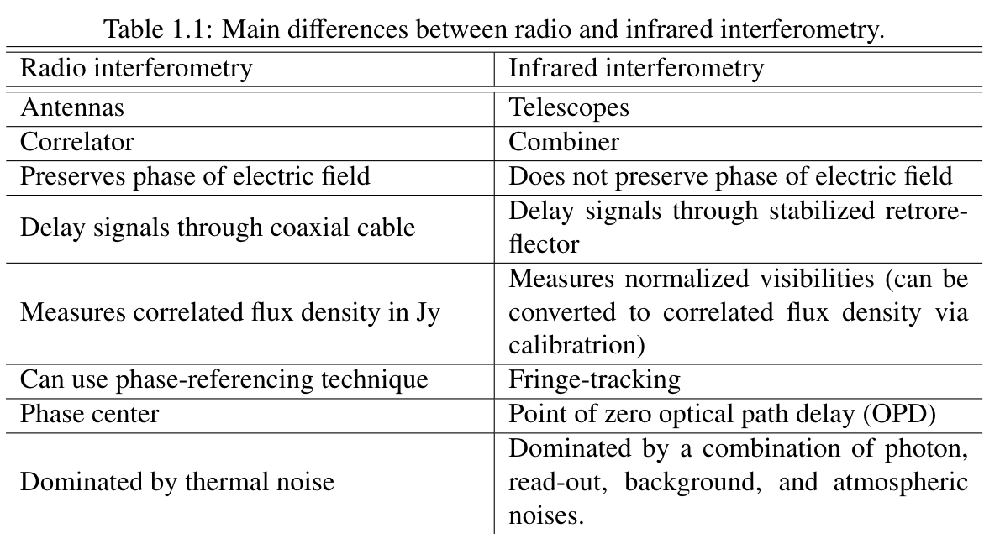 Table 1.1: Main differences between radio and infrared interferometry.
Radio interferometry
Infrared interferometry
Antennas
Telescopes
Correlator
Combiner
Preserves phase of electric field
Does not preserve phase of electric field
Delay signals through coaxial cable
Delay signals through stabilized retrore-
flector
Measures correlated flux density in Jy
Measures normalized visibilities (can be
converted to correlated flux density via
calibratrion)
Can use phase-referencing technique
Fringe-tracking
Phase center
Point of zero optical path delay (OPD)
Dominated by thermal noise
Dominated by a combination of photon,
read-out, background, and atmospheric
noises.